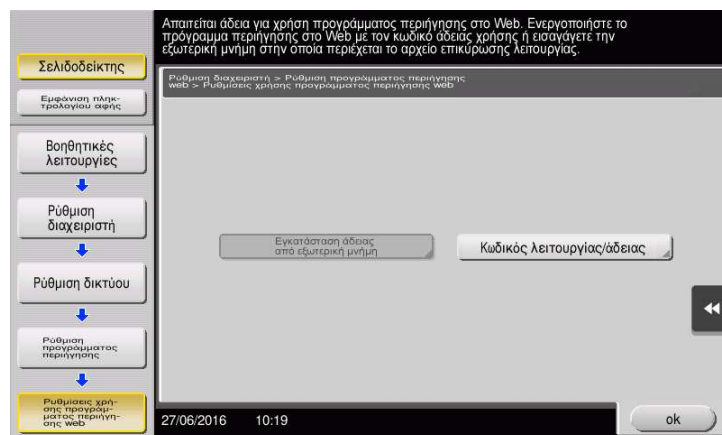 Απαιτείται άδεια για χρήση προγράμματος περιήγησης στο Web. Ενεργοποιήστε το
πρόγραμμα περιήγησης στο Web με τον κωδικό άδειας χρήσης ή εισαγάγετε την
εξωτερική μνήμη στην οποία περιέχεται το αρχείο επικύρωσης λειτουργίας.
Σελιδοδείκτης
Εμφάνιση πληκ-
τρολογίου αφής
Βοηθητικές
λειτουργίες
Ρύθμιση
διαχειριστή
Ρύθμιση δικτύου
Ρύθμιση
προγράμματος
περιήγησης
Ρυθμίσεις χρή-
σης προγράμ-
ματος περιήγη-
σης web
Ρύθμιση διαχειριστή > Ρύθμιση προγράμματος περιήγησης
web > Ρυθμίσεις χρήσης προγράμματος περιήγησης web
Εγκατάσταση άδειας
από εξωτερική μνήμη
Κωδικός λειτουργίας/άδειας
27/06/2016 10:19
ok